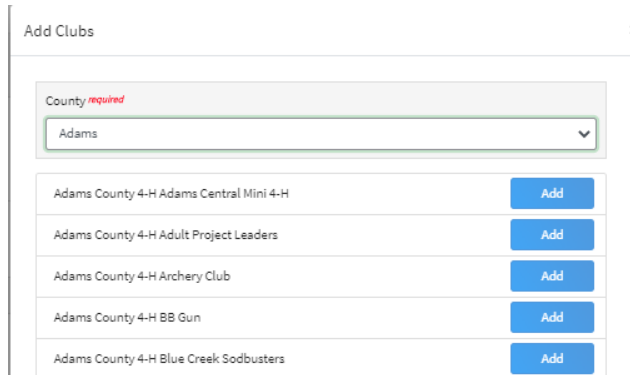 Add Clubs
County required
Adams
Adams County 4-H Adams Central Mini 4-H Add
Adams County 4-H Adult Project Leaders Add
Adams County 4-H Archery Club Add
Adams County 4-H BB Gun Add
Adams County 4-H Blue Creek Sodbusters Add